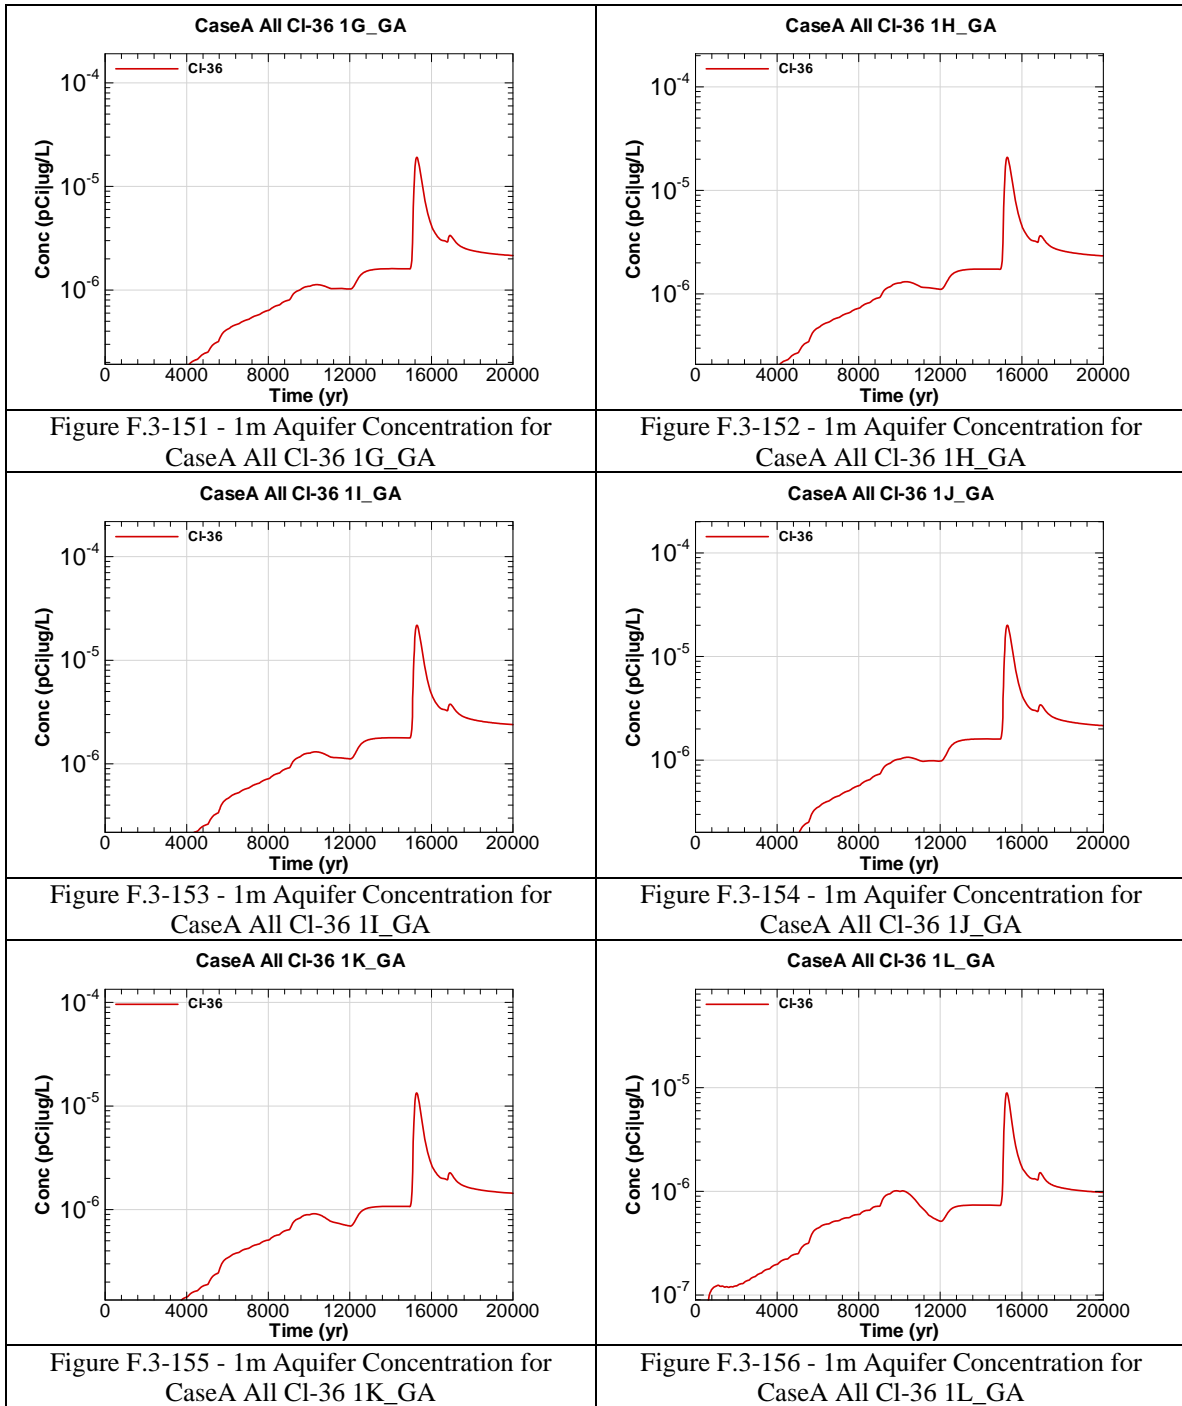 CaseA All Cl-36 1G_GA
Cl-36
10-4
10-5
10-6
Conc (pCi|ug/L)
0 4000 8000 12000 16000 20000
Time (yr)
Figure F.3-151 - 1m Aquifer Concentration for
CaseA All Cl-36 1G_GA
CaseA All Cl-36 1H_GA
Cl-36
10-4
10-5
10-6
Conc (pCi|ug/L)
0 4000 8000 12000 16000 20000
Time (yr)
Figure F.3-152 - 1m Aquifer Concentration for
CaseA All Cl-36 1H_GA
CaseA All Cl-36 1I_GA
Cl-36
10-4
10-5
10-6
Conc (pCi|ug/L)
0 4000 8000 12000 16000 20000
Time (yr)
Figure F.3-153 - 1m Aquifer Concentration for
CaseA All Cl-36 1I_GA
CaseA All Cl-36 1J_GA
Cl-36
10-4
10-5
10-6
Conc (pCi|ug/L)
0 4000 8000 12000 16000 20000
Time (yr)
Figure F.3-154 - 1m Aquifer Concentration for
CaseA All Cl-36 1J_GA
CaseA All Cl-36 1K_GA
Cl-36
10-4
10-5
10-6
Conc (pCi|ug/L)
0 4000 8000 12000 16000 20000
Time (yr)
Figure F.3-155 - 1m Aquifer Concentration for
CaseA All Cl-36 1K_GA
CaseA All Cl-36 1L_GA
Cl-36
10-5
10-6
10-7
Conc (pCi|ug/L)
0 4000 8000 12000 16000 20000
Time (yr)
Figure F.3-156 - 1m Aquifer Concentration for
CaseA All Cl-36 1L_GA